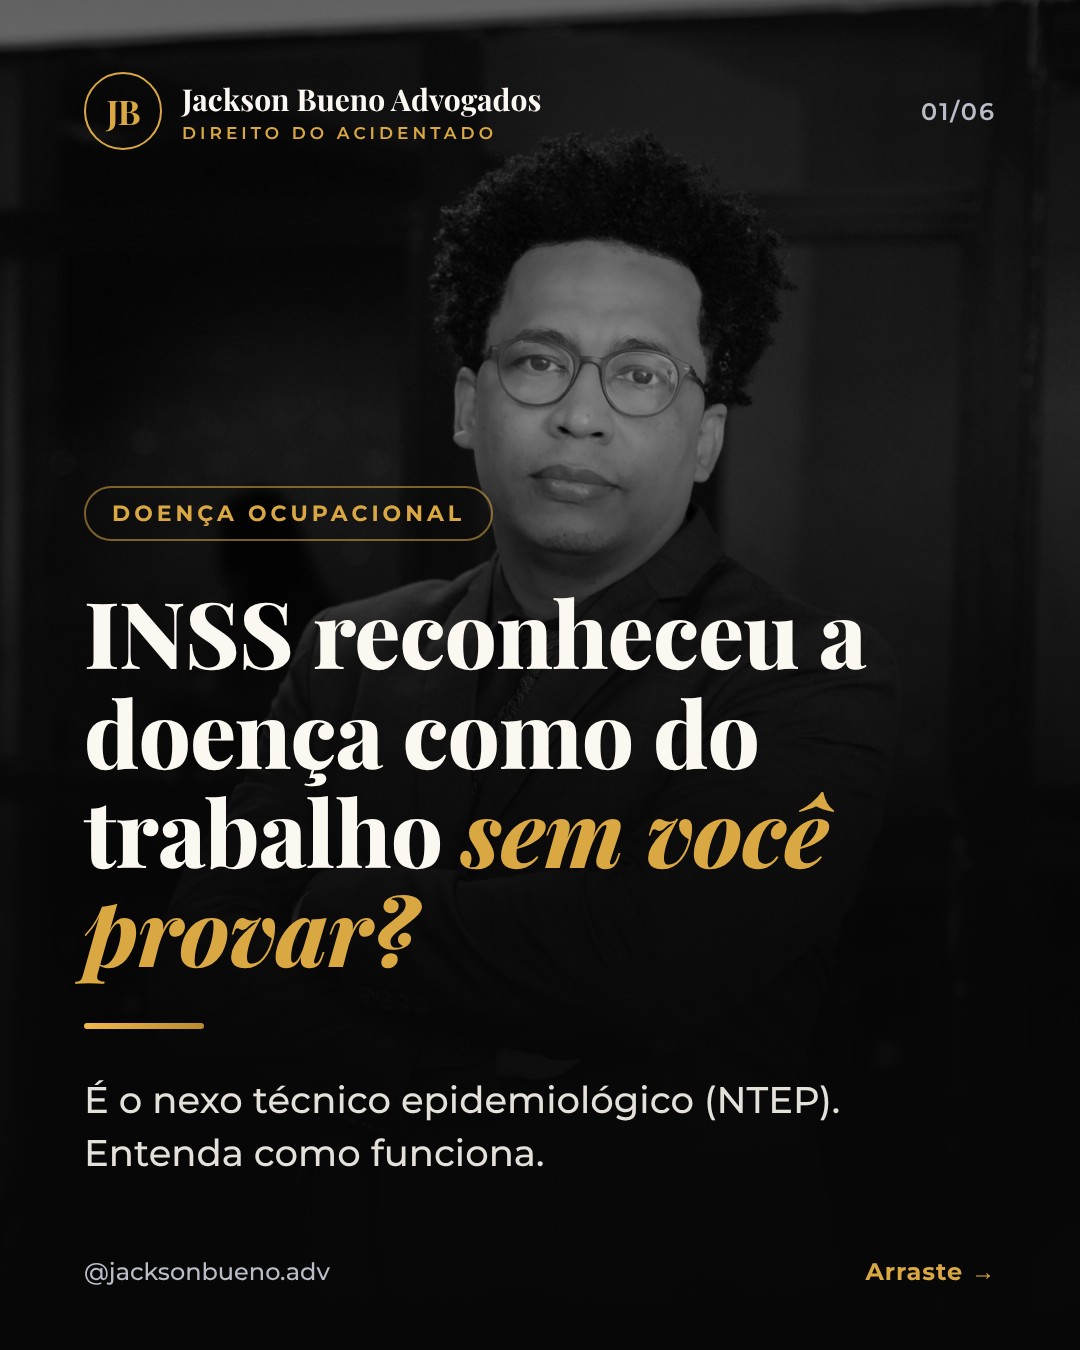 JB
Jackson Bueno Advogados
DIREITO DO ACIDENTADO
01/06
DOENÇA OCUPACIONAL
INSS reconheceu a
doença como do
trabalho sem você
provar?
É o nexo técnico epidemiológico (NTEP).
Entenda como funciona.
@jacksonbueno.adv
Arraste →